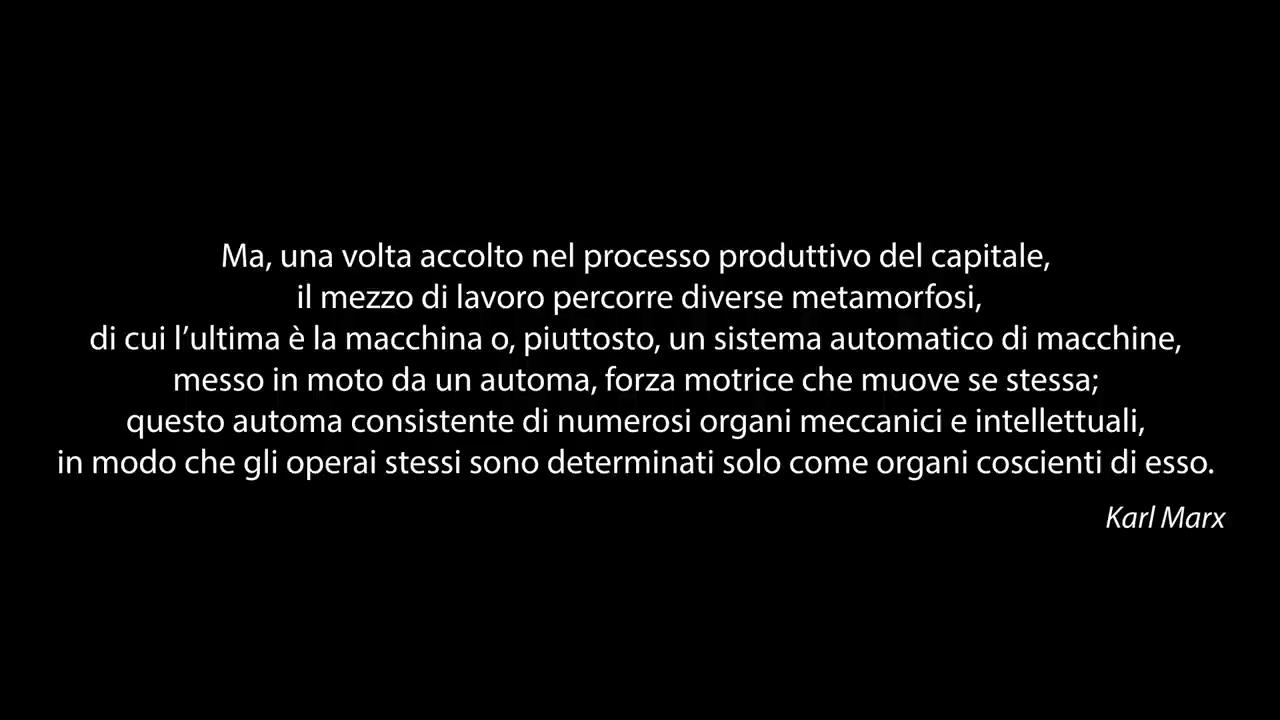 Ma, una volta accolto nel processo produttivo del capitale,
il mezzo di lavoro percorre diverse metamorfosi,
di cui l’ultima è la macchina o, piuttosto, un sistema automatico di macchine,
messo in moto da un automa, forza motrice che muove se stessa;
questo automa consistente di numerosi organi meccanici e intellettuali,
in modo che gli operai stessi sono determinati solo come organi coscienti di esso.
Karl Marx